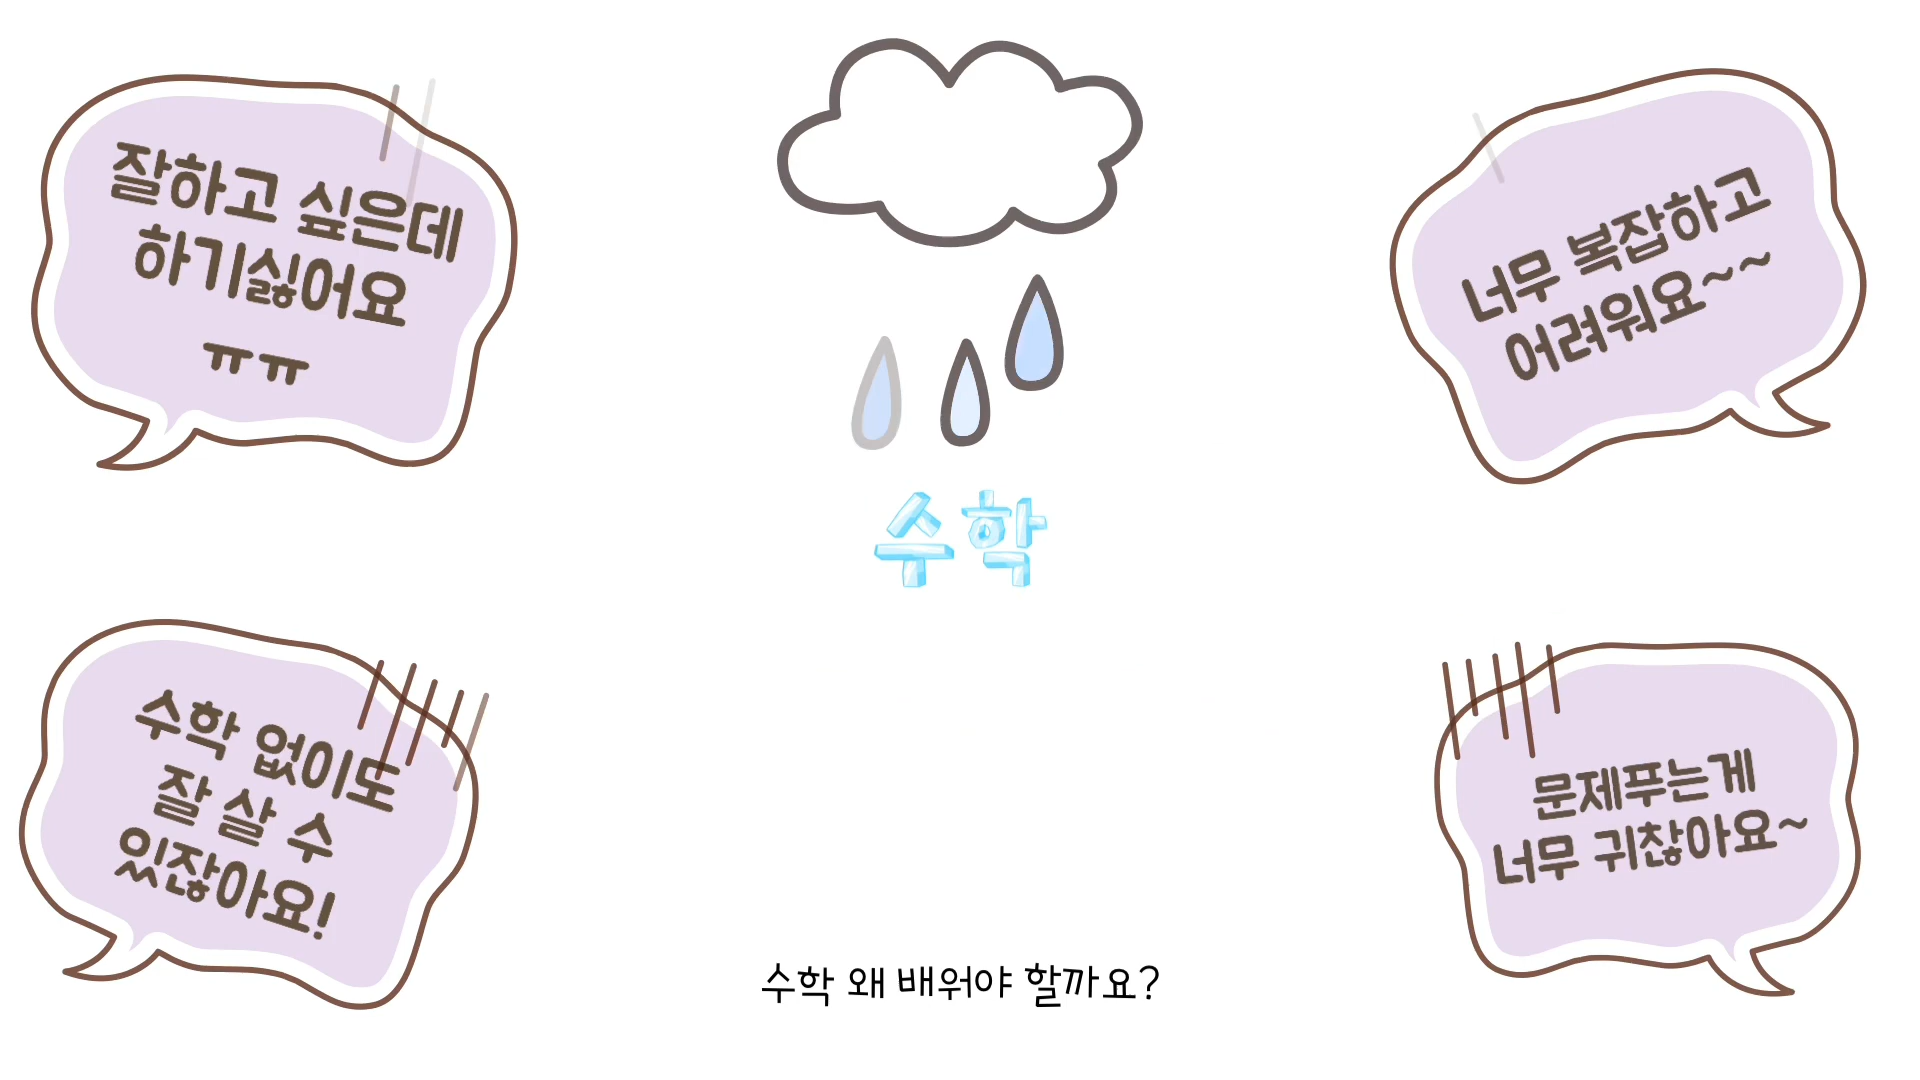 잘하고 싶은데
하기싫어요
ㅠㅠ
너무 복잡하고
어려워요~~
수학
수학 없이도
잘 살 수
있잖아요!
문제푸는게
너무 귀찮아요~
수학 왜 배워야 할까요?